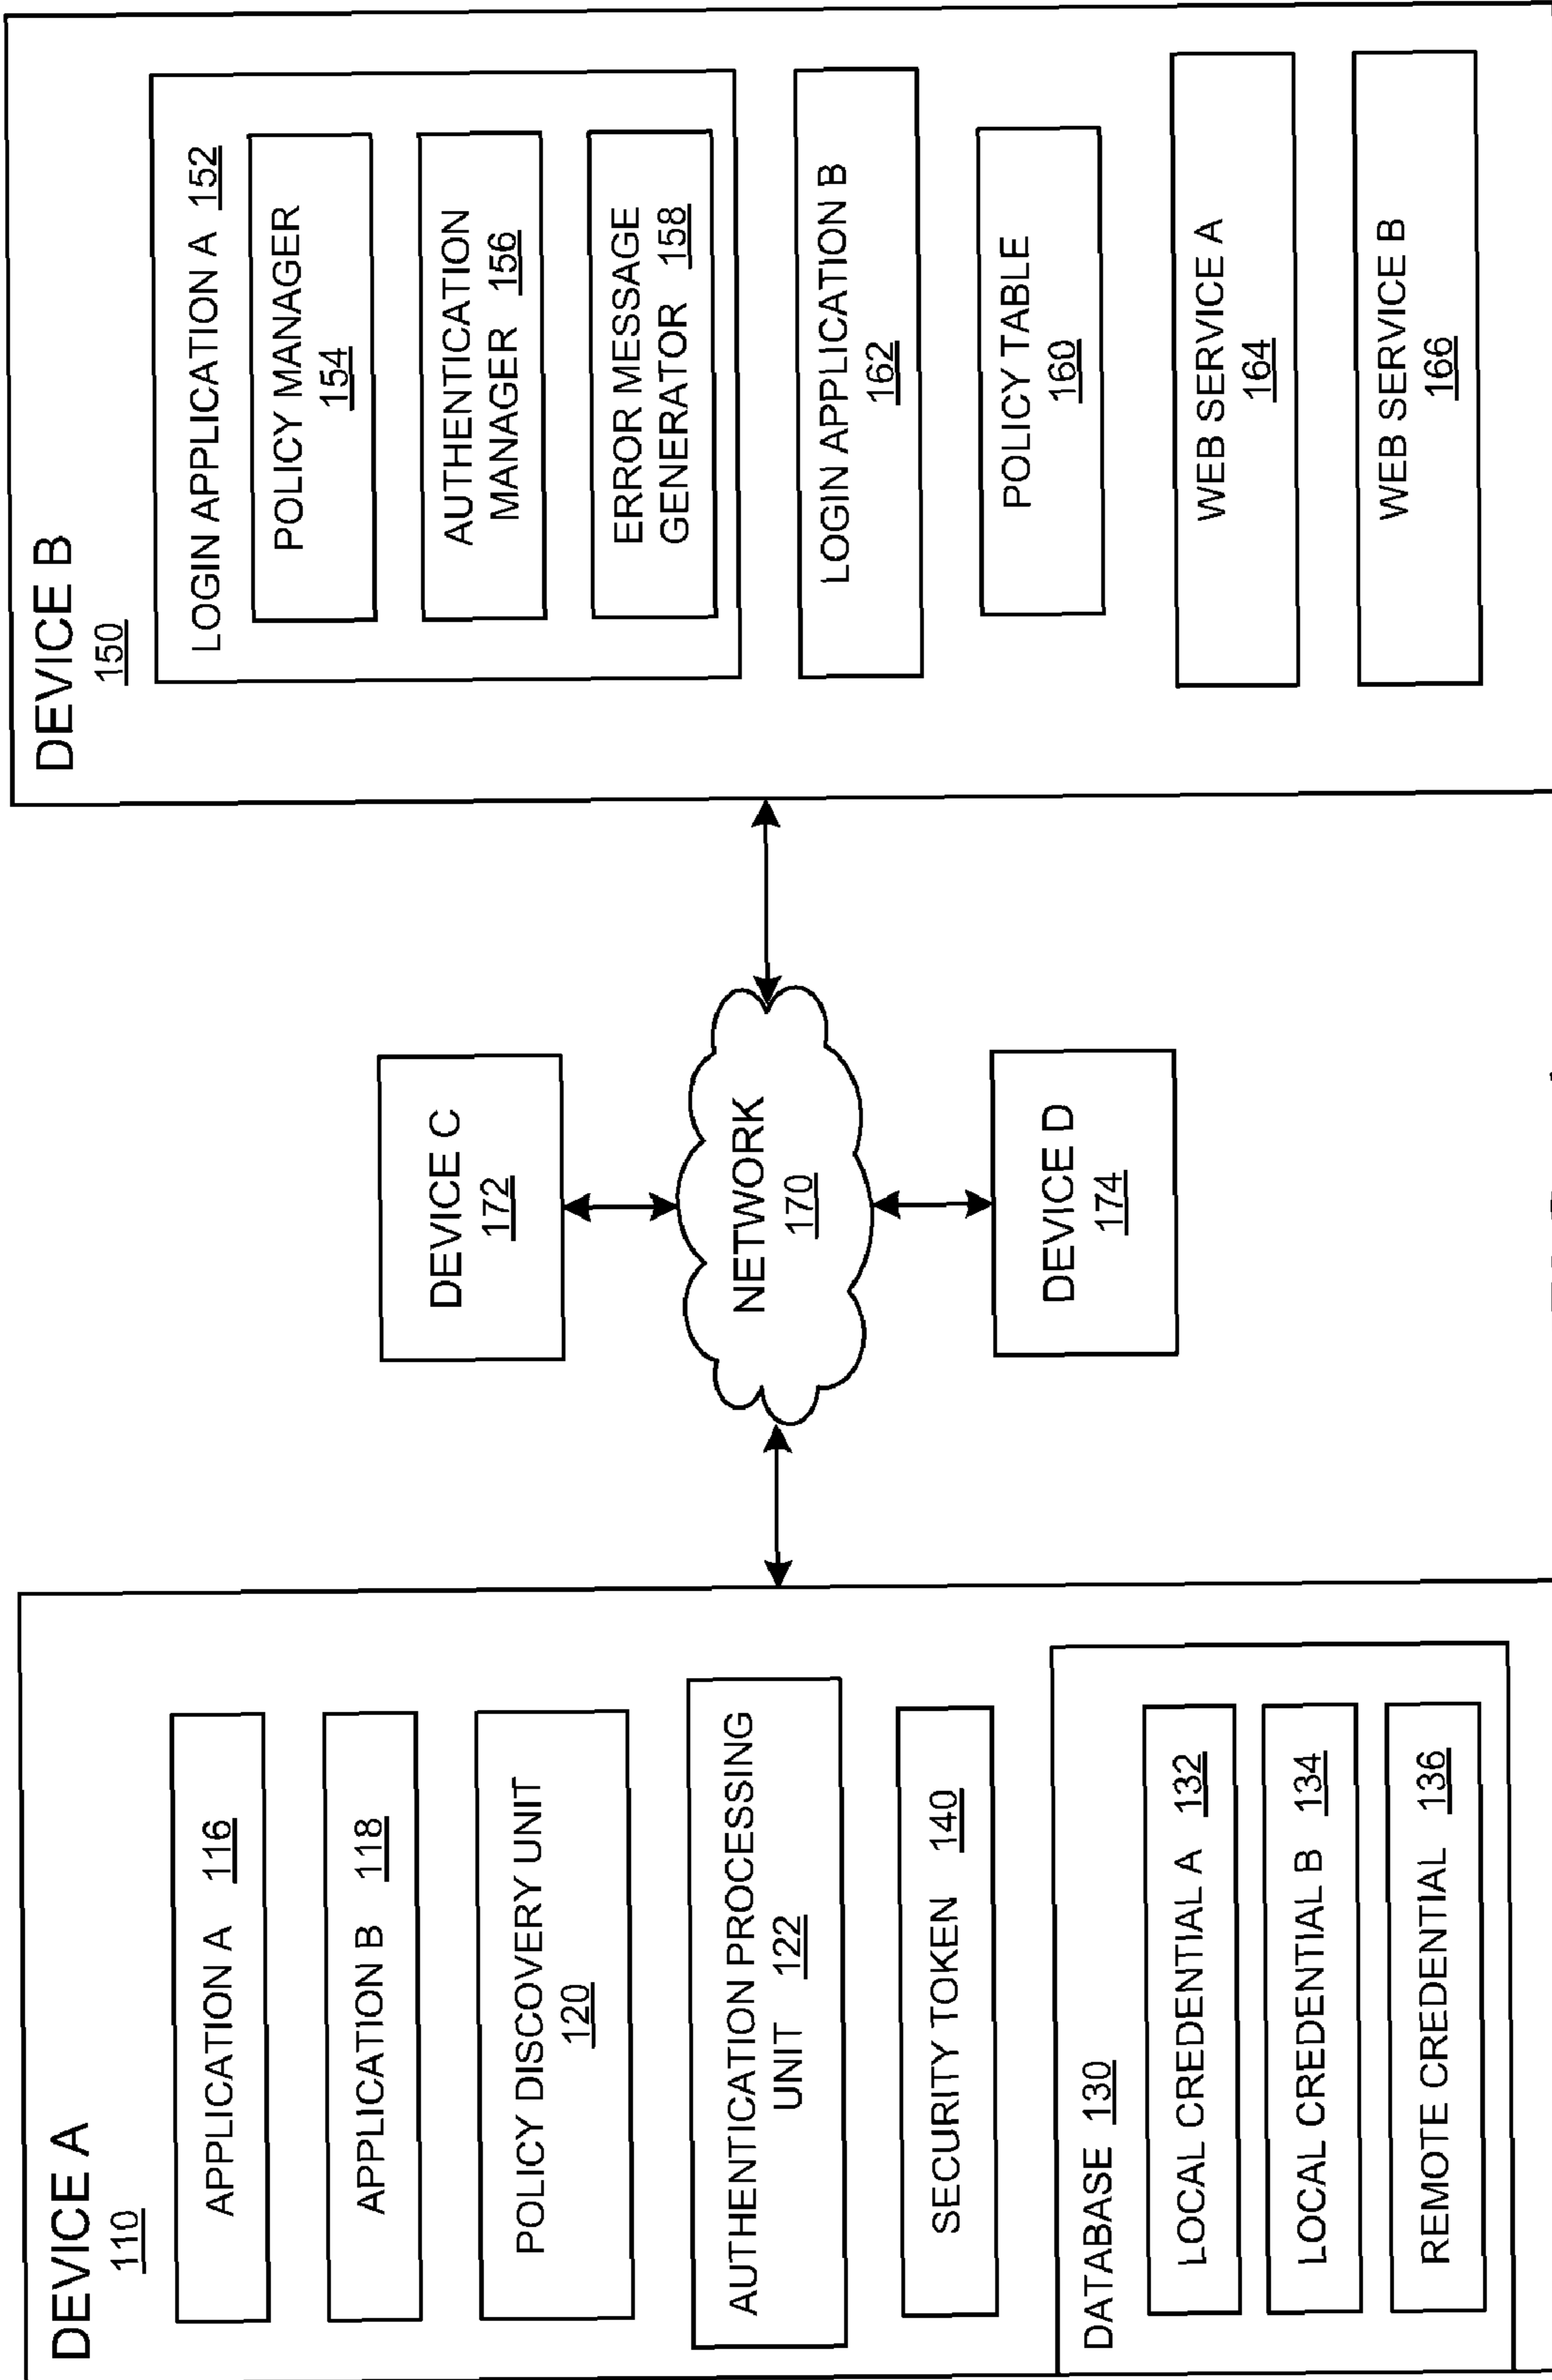 DEVICE A
110
APPLICATION A 116
APPLICATION B 118
POLICY DISCOVERY UNIT
120
AUTHENTICATION PROCESSING
UNIT 122
SECURITY TOKEN 140
DATABASE 130
LOCAL CREDENTIAL A 132
LOCAL CREDENTIAL B 134
REMOTE CREDENTIAL 136
DEVICE C
172
NETWORK
170
DEVICE D
174
DEVICE B
150
LOGIN APPLICATION A 152
POLICY MANAGER
154
AUTHENTICATION
MANAGER 156
ERROR MESSAGE
GENERATOR 158
LOGIN APPLICATION B
162
POLICY TABLE
160
WEB SERVICE A
164
WEB SERVICE B
166